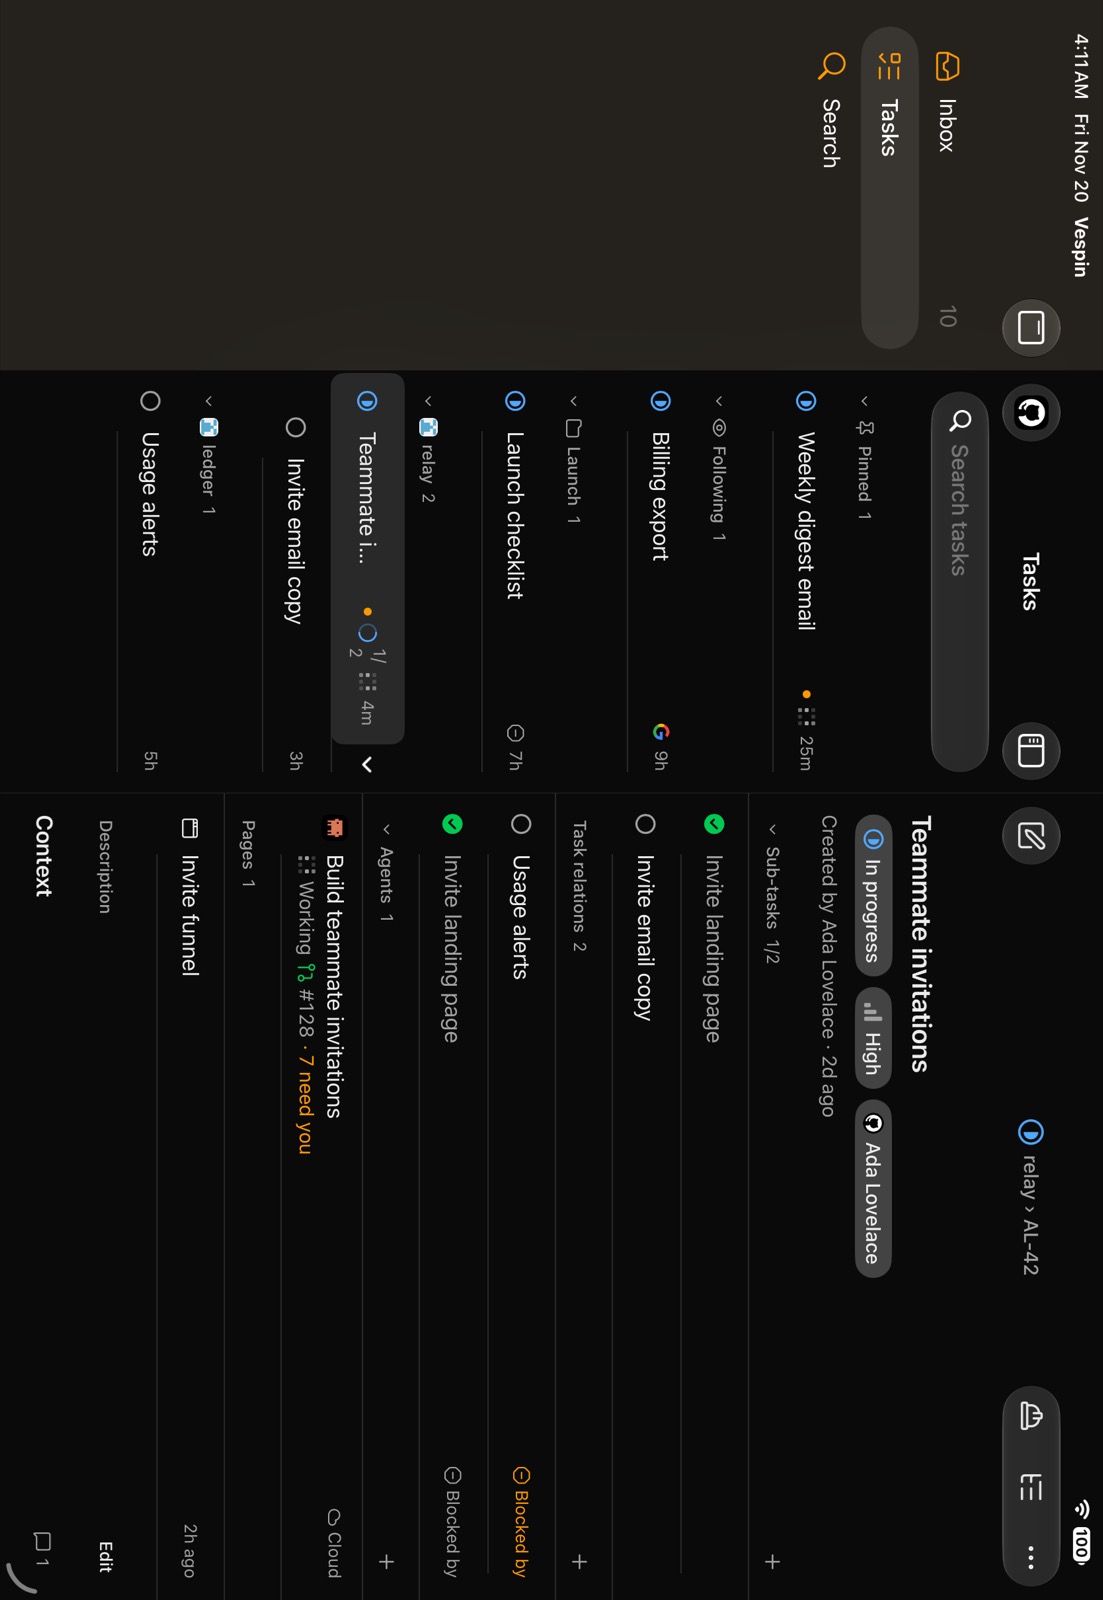 4:11 AM Fri Nov 20 Vespin
100
Inbox 10
Tasks
Search
Tasks
Search tasks
Pinned 1
Weekly digest email 25m
Following 1
Billing export 9h
Launch 1
Launch checklist 7h
relay 2
Teammate i... 1/2 4m
Invite email copy 3h
ledger 1
Usage alerts 5h
relay › AL-42
Teammate invitations
In progress High Ada Lovelace
Created by Ada Lovelace · 2d ago
Sub-tasks 1/2
Invite landing page
Invite email copy
Task relations 2
Usage alerts Blocked by
Invite landing page Blocked by
Agents 1
Build teammate invitations Cloud
Working #128 · 7 need you
Pages 1
Invite funnel 2h ago
Description Edit
Context 1